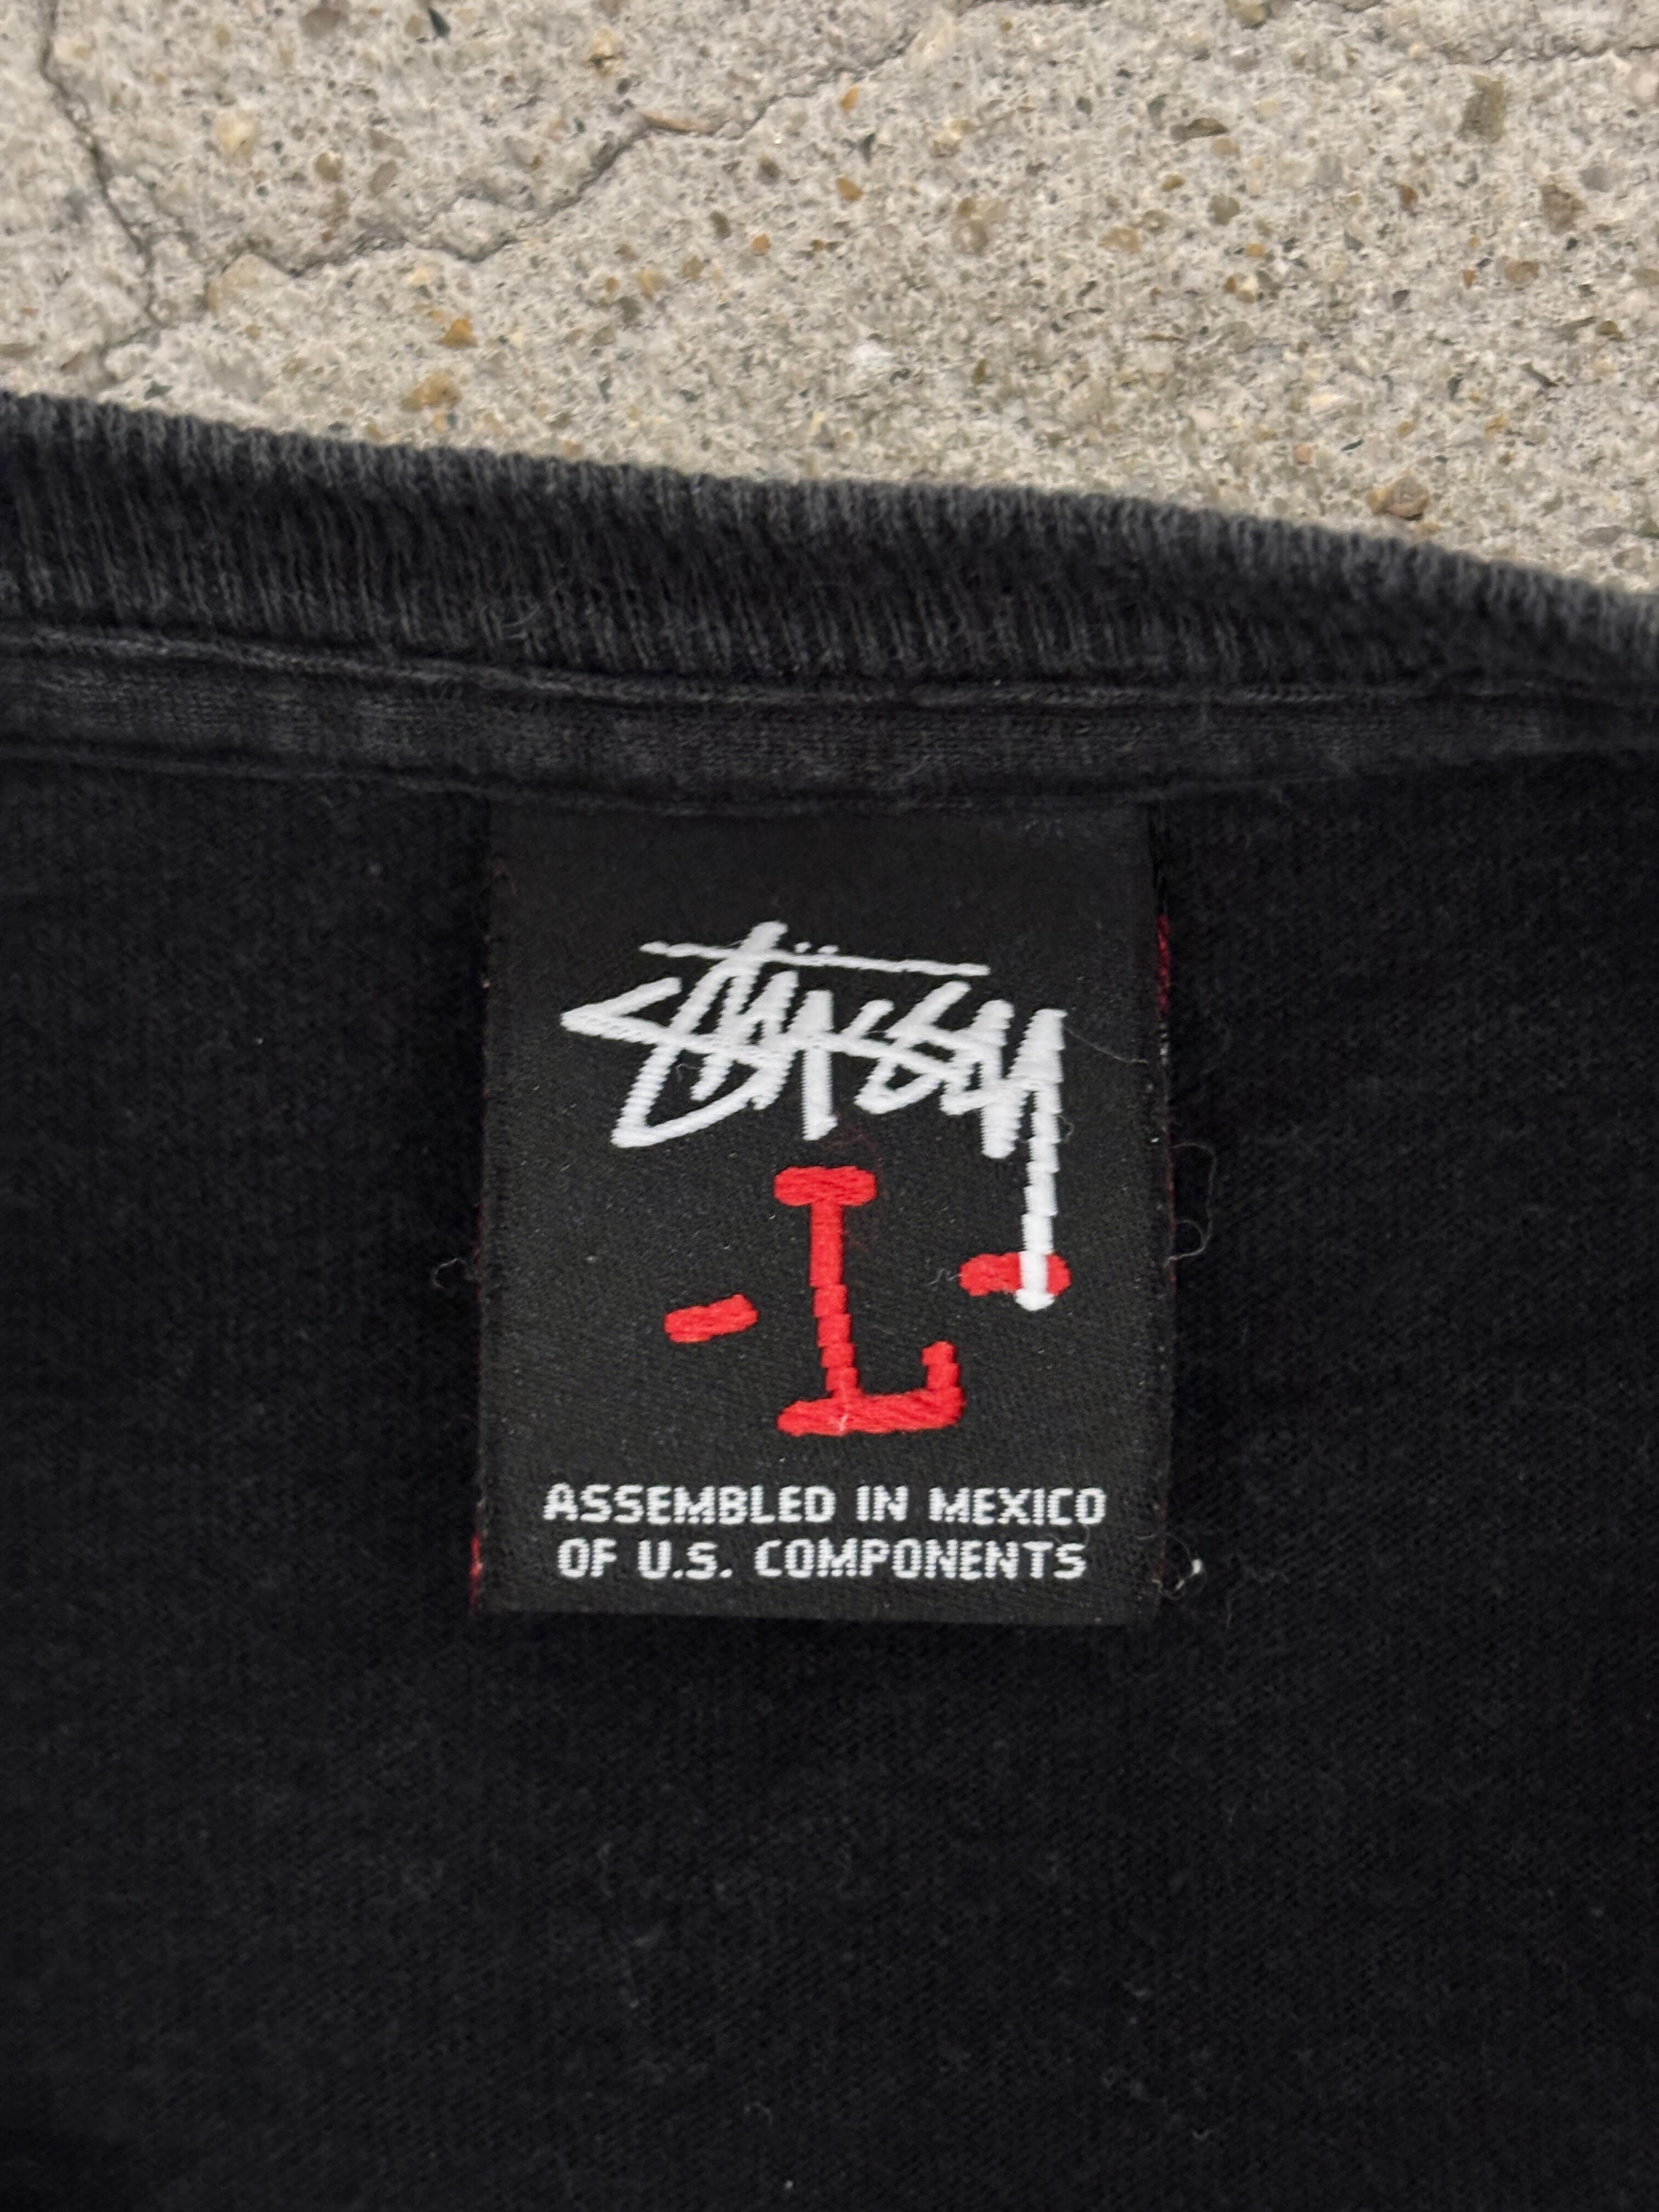 Stüssy
- L -
ASSEMBLED IN MEXICO
OF U.S. COMPONENTS